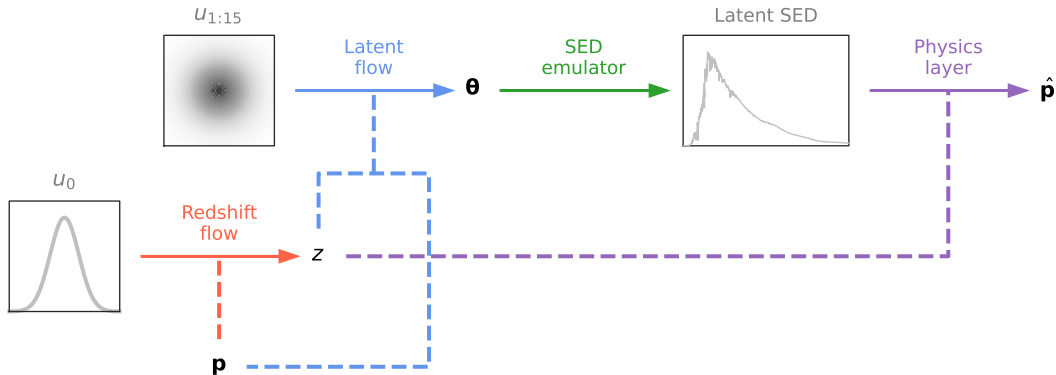 u₁:₁₅
Latent SED
Latent
flow
SED
emulator
Physics
layer
θ
p̂
u₀
Redshift
flow
z
p